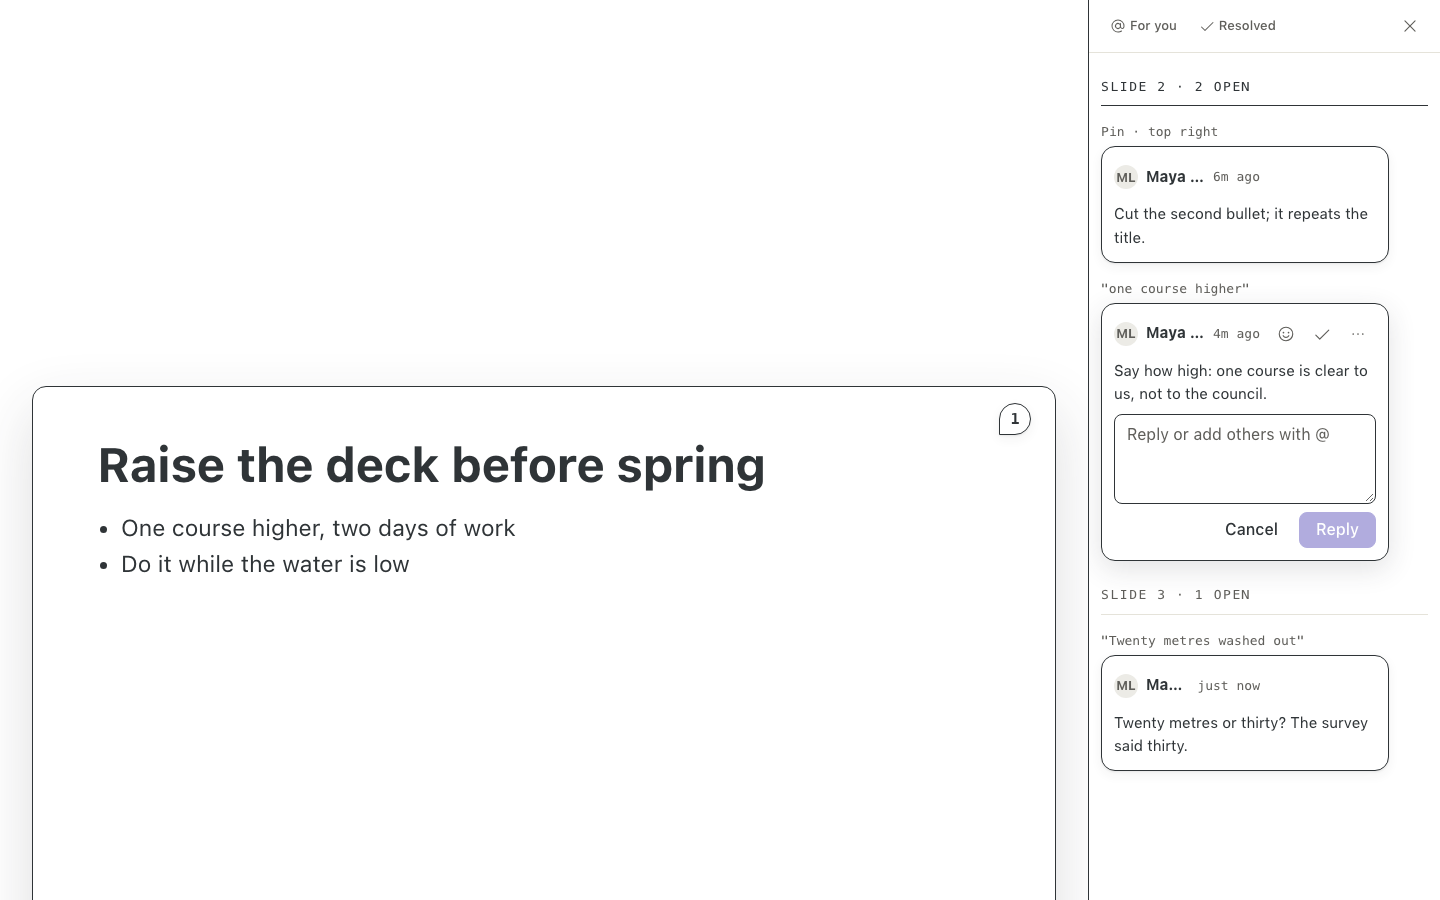 1
Raise the deck before spring
• One course higher, two days of work
• Do it while the water is low
For you
Resolved
SLIDE 2 · 2 OPEN
Pin · top right
ML Maya ... 6m ago
Cut the second bullet; it repeats the
title.
"one course higher"
ML Maya ... 4m ago
Say how high: one course is clear to
us, not to the council.
Reply or add others with @
Cancel Reply
SLIDE 3 · 1 OPEN
"Twenty metres washed out"
ML Ma... just now
Twenty metres or thirty? The survey
said thirty.